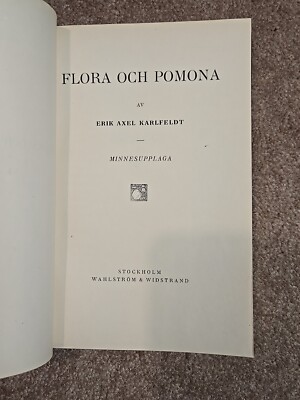 FLORA OCH POMONA
AV
ERIK AXEL KARLFELDT
MINNESUPPLAGA
STOCKHOLM
WAHLSTRÖM & WIDSTRAND